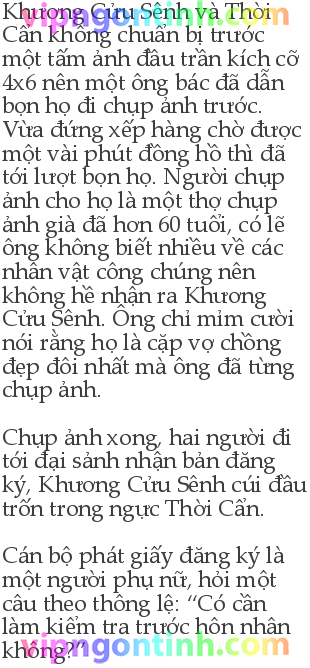 Khương Cửu Sênh và Thời
Cẩn không chuẩn bị trước
một tấm ảnh đầu trần kích cỡ
4x6 nên một ông bác đã dẫn
bọn họ đi chụp ảnh trước.
Vừa đứng xếp hàng chờ được
một vài phút đồng hồ thì đã
tới lượt bọn họ. Người chụp
ảnh cho họ là một thợ chụp
ảnh già đã hơn 60 tuổi, có lẽ
ông không biết nhiều về các
nhân vật công chúng nên
không hề nhận ra Khương
Cửu Sênh. Ông chỉ mỉm cười
nói rằng họ là cặp vợ chồng
đẹp đôi nhất mà ông đã từng
chụp ảnh.
Chụp ảnh xong, hai người đi
tới đại sảnh nhận bản đăng
ký, Khương Cửu Sênh cúi đầu
trốn trong ngực Thời Cẩn.
Cán bộ phát giấy đăng ký là
một người phụ nữ, hỏi một
câu theo thông lệ: “Có cần
làm kiểm tra trước hôn nhân
không?”
vipngontinh.com
vipngontinh.com
vipngontinh.com